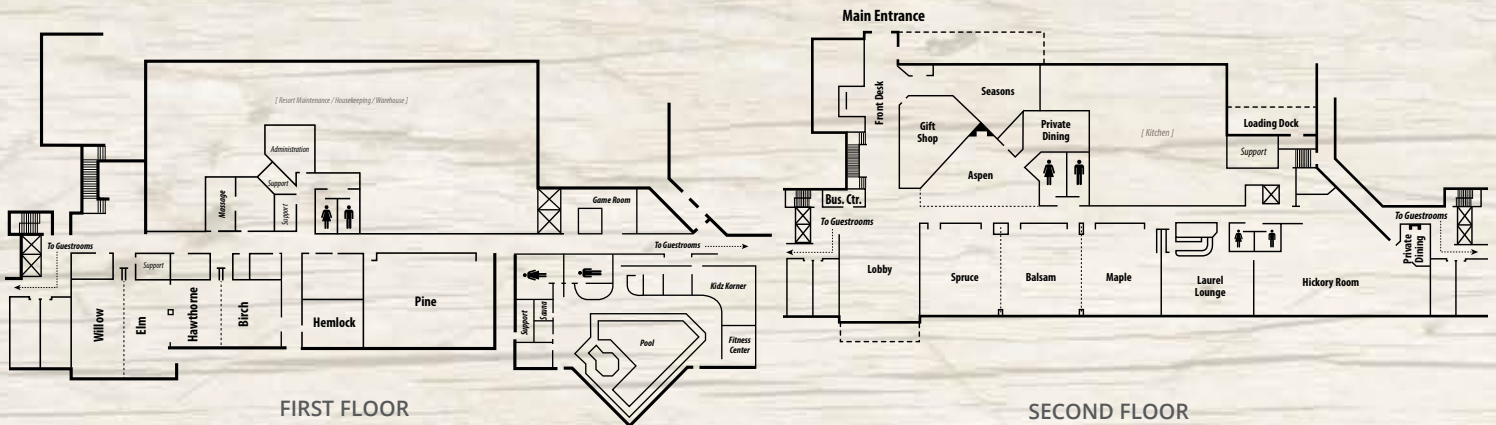 [ Resort Maintenance / Housekeeping / Warehouse ]
Administration
Support
Massage
Support
Game Room
To Guestrooms
To Guestrooms
Support
Willow
Elm
Hawthorne
Birch
Hemlock
Pine
Support
Sauna
Kidz Korner
Pool
Fitness
Center
FIRST FLOOR
Main Entrance
Front Desk
Seasons
Gift
Shop
Private
Dining
[ Kitchen ]
Loading Dock
Support
Aspen
Bus. Ctr.
To Guestrooms
To Guestrooms
Private
Dining
Lobby
Spruce
Balsam
Maple
Laurel
Lounge
Hickory Room
SECOND FLOOR